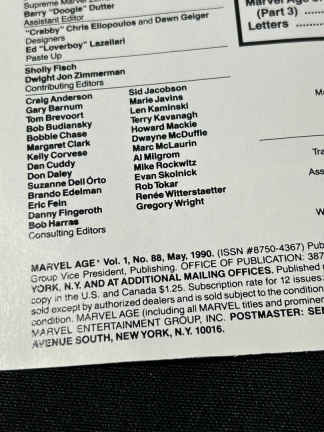 Supreme Marvel
Barry "Doogie" Dutter
Assistant Editor
"Crabby" Chris Eliopoulos and Dawn Geiger
Designers
Ed "Loverboy" Lazellari
Paste Up
Sholly Fisch
Dwight Jon Zimmerman
Contributing Editors
Craig Anderson
Gary Barnum
Tom Brevoort
Bob Budiansky
Bobbie Chase
Margaret Clark
Kelly Corvese
Dan Cuddy
Don Daley
Suzanne Dell Orto
Brando Edelman
Eric Fein
Danny Fingeroth
Bob Harras
Consulting Editors
Sid Jacobson
Marie Javins
Len Kaminski
Terry Kavanagh
Howard Mackie
Dwayne McDuffie
Marc McLaurin
Al Milgrom
Mike Rockwitz
Evan Skolnick
Rob Tokar
Renée Witterstaetter
Gregory Wright
Marvel Age
(Part 3)
Letters
MARVEL AGE® Vol. 1, No. 88, May, 1990. (ISSN #8750-4367) Pub
Group Vice President, Publishing. OFFICE OF PUBLICATION: 387
YORK, N.Y. AND AT ADDITIONAL MAILING OFFICES. Published
copy in the U.S. and Canada $1.25. Subscription rate for 12 issues:
sold except by authorized dealers and is sold subject to the condition
condition. MARVEL AGE (including all MARVEL titles and prominent
MARVEL ENTERTAINMENT GROUP, INC. POSTMASTER: SE
AVENUE SOUTH, NEW YORK, N.Y. 10016.